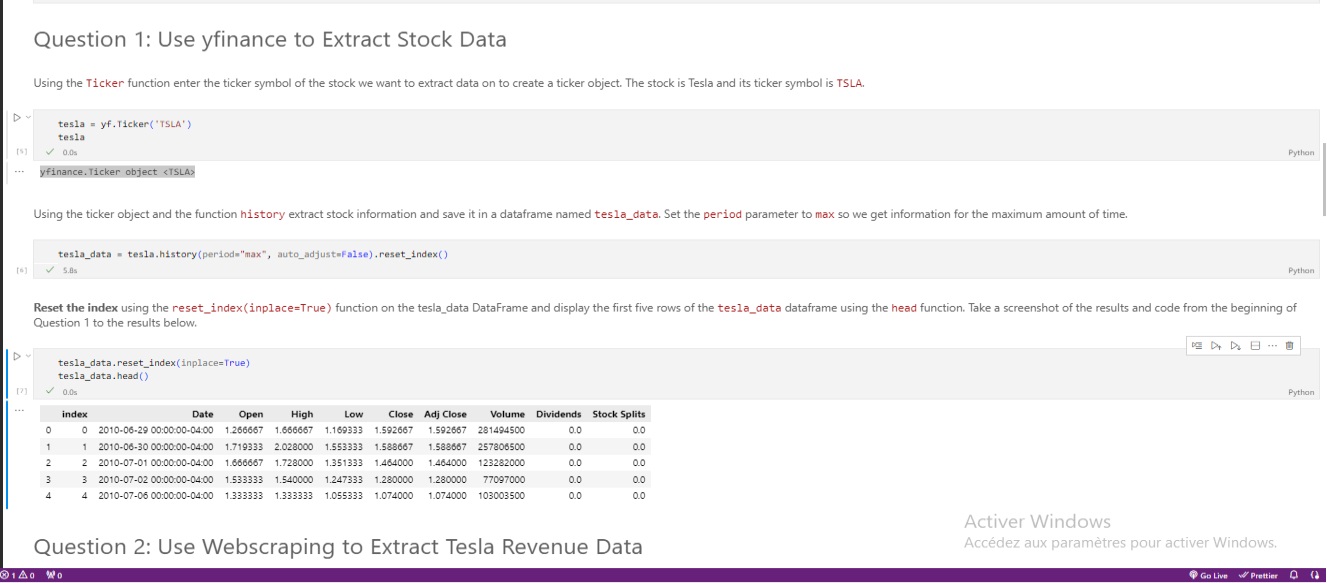 Question 1: Use yfinance to Extract Stock Data
Using the Ticker function enter the ticker symbol of the stock we want to extract data on to create a ticker object. The stock is Tesla and its ticker symbol is TSLA.
tesla = yf.Ticker('TSLA')
tesla
[5] 0.0s Python
... yfinance.Ticker object <TSLA>
Using the ticker object and the function history extract stock information and save it in a dataframe named tesla_data. Set the period parameter to max so we get information for the maximum amount of time.
tesla_data = tesla.history(period="max", auto_adjust=False).reset_index()
[6] 5.8s Python
Reset the index using the reset_index(inplace=True) function on the tesla_data DataFrame and display the first five rows of the tesla_data dataframe using the head function. Take a screenshot of the results and code from the beginning of
Question 1 to the results below.
tesla_data.reset_index(inplace=True)
tesla_data.head()
[7] 0.0s Python
... index Date Open High Low Close Adj Close Volume Dividends Stock Splits
0 0 2010-06-29 00:00:00-04:00 1.266667 1.666667 1.169333 1.592667 1.592667 281494500 0.0 0.0
1 1 2010-06-30 00:00:00-04:00 1.719333 2.028000 1.553333 1.588667 1.588667 257806500 0.0 0.0
2 2 2010-07-01 00:00:00-04:00 1.666667 1.728000 1.351333 1.464000 1.464000 123282000 0.0 0.0
3 3 2010-07-02 00:00:00-04:00 1.533333 1.540000 1.247333 1.280000 1.280000 77097000 0.0 0.0
4 4 2010-07-06 00:00:00-04:00 1.333333 1.333333 1.055333 1.074000 1.074000 103003500 0.0 0.0
Activer Windows
Accédez aux paramètres pour activer Windows.
Question 2: Use Webscraping to Extract Tesla Revenue Data
1 0 0 Go Live Prettier